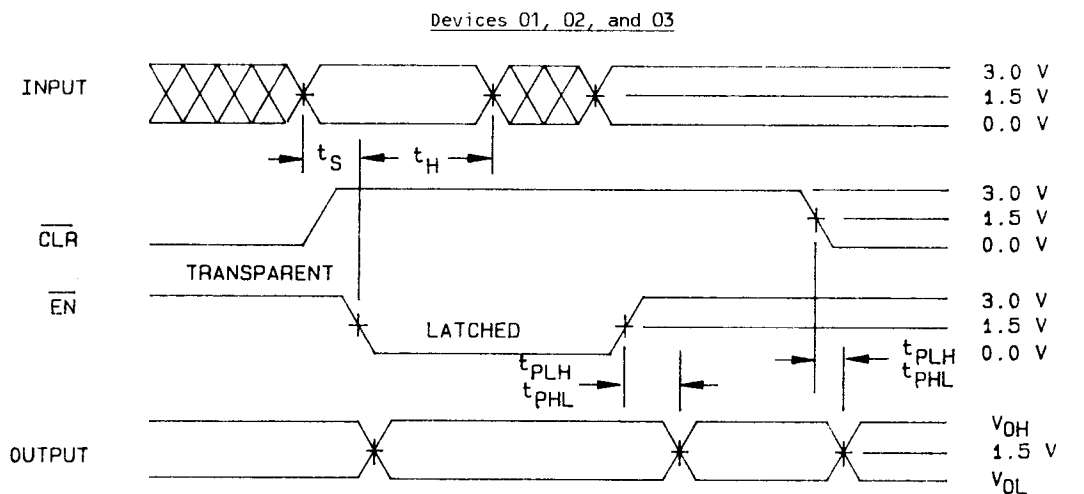 Devices 01, 02, and 03
INPUT
3.0 V
1.5 V
0.0 V
tS
tH
CLR
3.0 V
1.5 V
0.0 V
TRANSPARENT
EN
LATCHED
3.0 V
1.5 V
0.0 V
tPLH
tPHL
tPLH
tPHL
OUTPUT
VOH
1.5 V
VOL